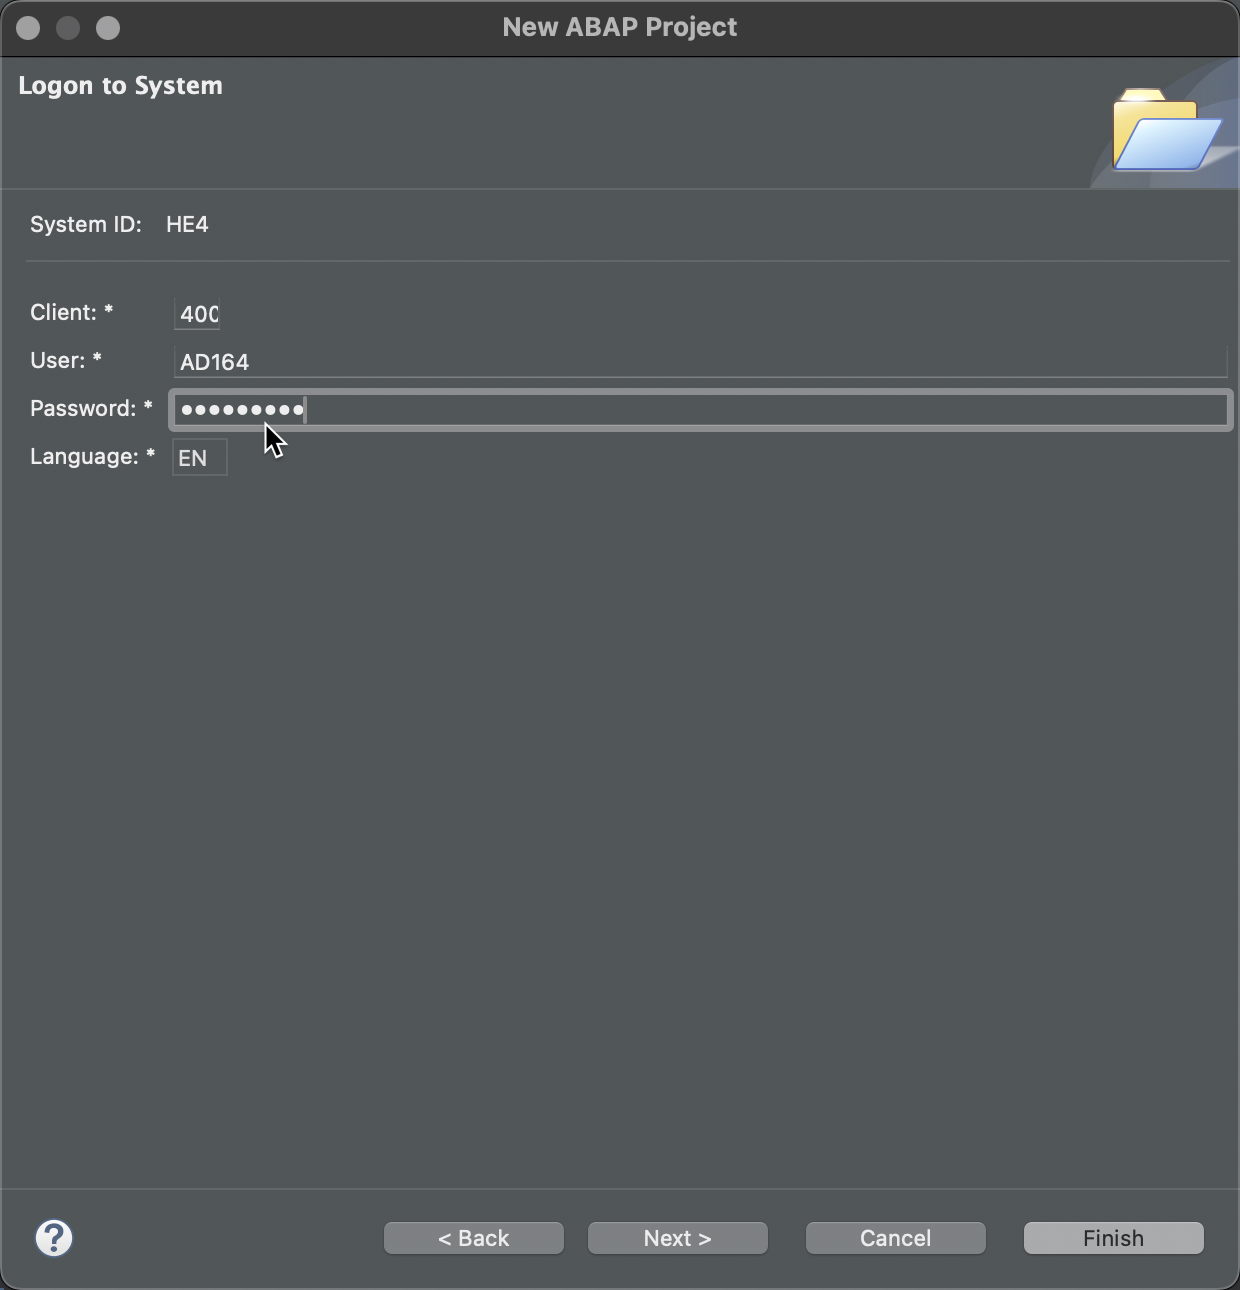 New ABAP Project
Logon to System
System ID: HE4
Client: * 400
User: * AD164
Password: * •••••••••
Language: * EN
?
< Back Next > Cancel Finish